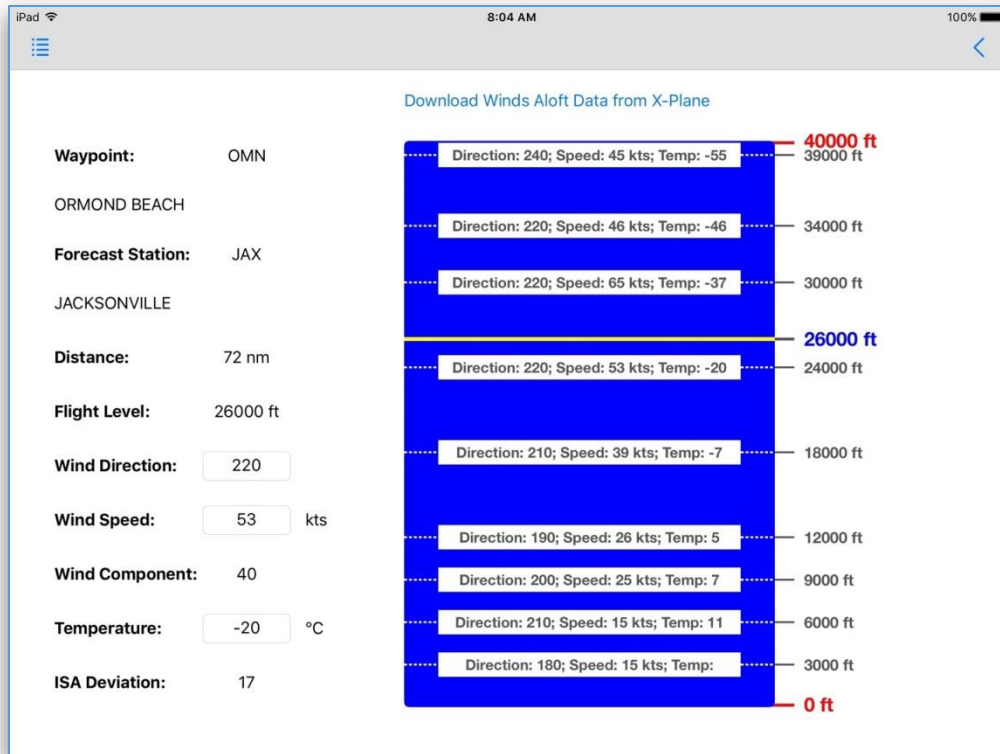 iPad 8:04 AM 100%
Download Winds Aloft Data from X-Plane
Waypoint: OMN
ORMOND BEACH
Forecast Station: JAX
JACKSONVILLE
Distance: 72 nm
Flight Level: 26000 ft
Wind Direction: 220
Wind Speed: 53 kts
Wind Component: 40
Temperature: -20 °C
ISA Deviation: 17
40000 ft
Direction: 240; Speed: 45 kts; Temp: -55 39000 ft
Direction: 220; Speed: 46 kts; Temp: -46 34000 ft
Direction: 220; Speed: 65 kts; Temp: -37 30000 ft
26000 ft
Direction: 220; Speed: 53 kts; Temp: -20 24000 ft
Direction: 210; Speed: 39 kts; Temp: -7 18000 ft
Direction: 190; Speed: 26 kts; Temp: 5 12000 ft
Direction: 200; Speed: 25 kts; Temp: 7 9000 ft
Direction: 210; Speed: 15 kts; Temp: 11 6000 ft
Direction: 180; Speed: 15 kts; Temp: 3000 ft
0 ft